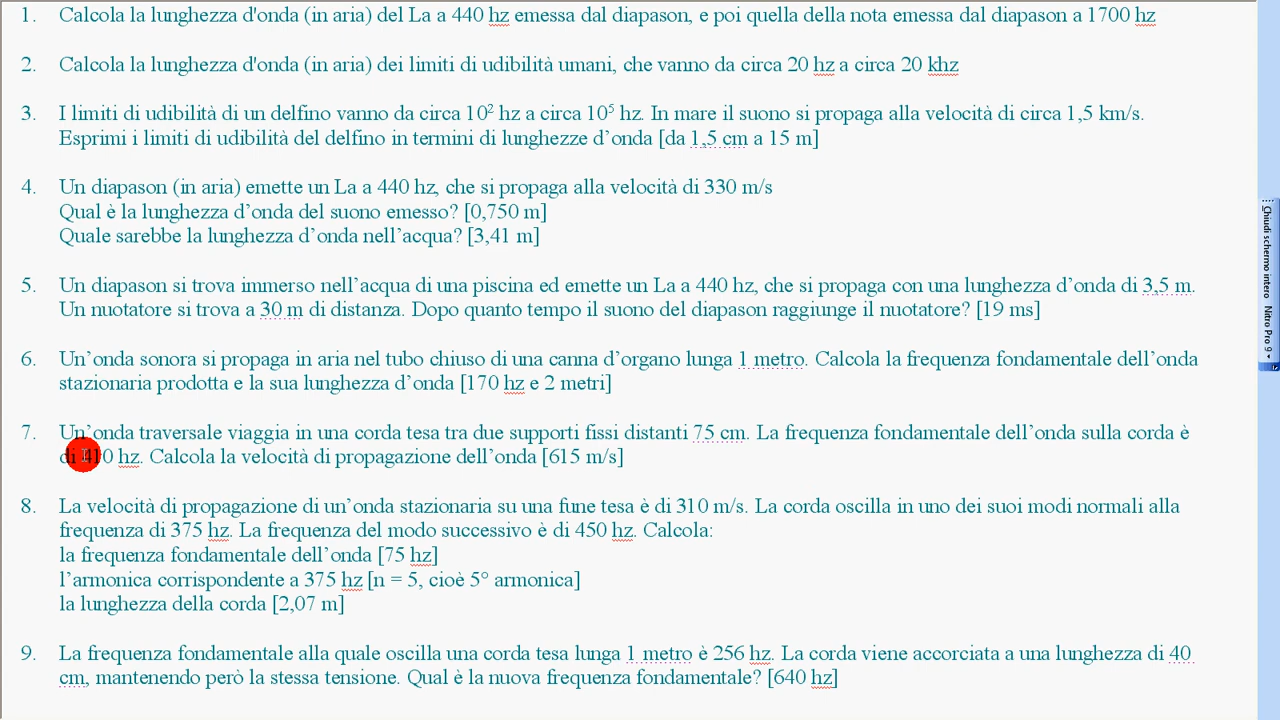 1. Calcola la lunghezza d'onda (in aria) del La a 440 hz emessa dal diapason, e poi quella della nota emessa dal diapason a 1700 hz
2. Calcola la lunghezza d'onda (in aria) dei limiti di udibilità umani, che vanno da circa 20 hz a circa 20 khz
3. I limiti di udibilità di un delfino vanno da circa 10² hz a circa 10⁵ hz. In mare il suono si propaga alla velocità di circa 1,5 km/s.
Esprimi i limiti di udibilità del delfino in termini di lunghezze d’onda [da 1,5 cm a 15 m]
4. Un diapason (in aria) emette un La a 440 hz, che si propaga alla velocità di 330 m/s
Qual è la lunghezza d’onda del suono emesso? [0,750 m]
Quale sarebbe la lunghezza d’onda nell’acqua? [3,41 m]
5. Un diapason si trova immerso nell’acqua di una piscina ed emette un La a 440 hz, che si propaga con una lunghezza d’onda di 3,5 m.
Un nuotatore si trova a 30 m di distanza. Dopo quanto tempo il suono del diapason raggiunge il nuotatore? [19 ms]
6. Un’onda sonora si propaga in aria nel tubo chiuso di una canna d’organo lunga 1 metro. Calcola la frequenza fondamentale dell’onda
stazionaria prodotta e la sua lunghezza d’onda [170 hz e 2 metri]
7. Un’onda traversale viaggia in una corda tesa tra due supporti fissi distanti 75 cm. La frequenza fondamentale dell’onda sulla corda è
di 410 hz. Calcola la velocità di propagazione dell’onda [615 m/s]
8. La velocità di propagazione di un’onda stazionaria su una fune tesa è di 310 m/s. La corda oscilla in uno dei suoi modi normali alla
frequenza di 375 hz. La frequenza del modo successivo è di 450 hz. Calcola:
la frequenza fondamentale dell’onda [75 hz]
l’armonica corrispondente a 375 hz [n = 5, cioè 5° armonica]
la lunghezza della corda [2,07 m]
9. La frequenza fondamentale alla quale oscilla una corda tesa lunga 1 metro è 256 hz. La corda viene accorciata a una lunghezza di 40
cm, mantenendo però la stessa tensione. Qual è la nuova frequenza fondamentale? [640 hz]
Chiudi schermo intero Nitro Pro 9